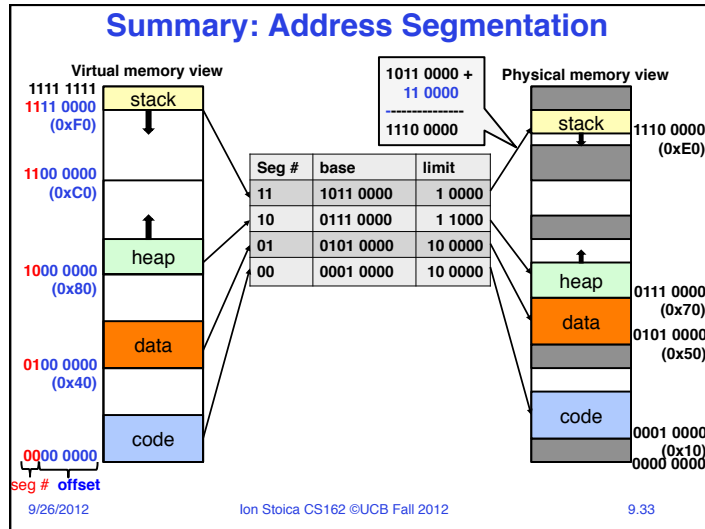 Summary: Address Segmentation
Virtual memory view
1111 1111
1111 0000
(0xF0)
1100 0000
(0xC0)
1000 0000
(0x80)
0100 0000
(0x40)
0000 0000
seg # offset
stack
heap
data
code
1011 0000 +
11 0000
---------------
1110 0000
Seg # base limit
11 1011 0000 1 0000
10 0111 0000 1 1000
01 0101 0000 10 0000
00 0001 0000 10 0000
Physical memory view
stack
1110 0000
(0xE0)
heap
0111 0000
(0x70)
data
0101 0000
(0x50)
code
0001 0000
(0x10)
0000 0000
9/26/2012 Ion Stoica CS162 ©UCB Fall 2012 9.33